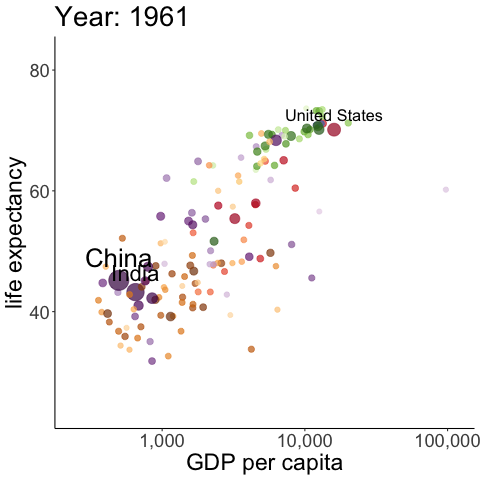 Year: 1961
80
60
40
life expectancy
United States
China
India
1,000 10,000 100,000
GDP per capita